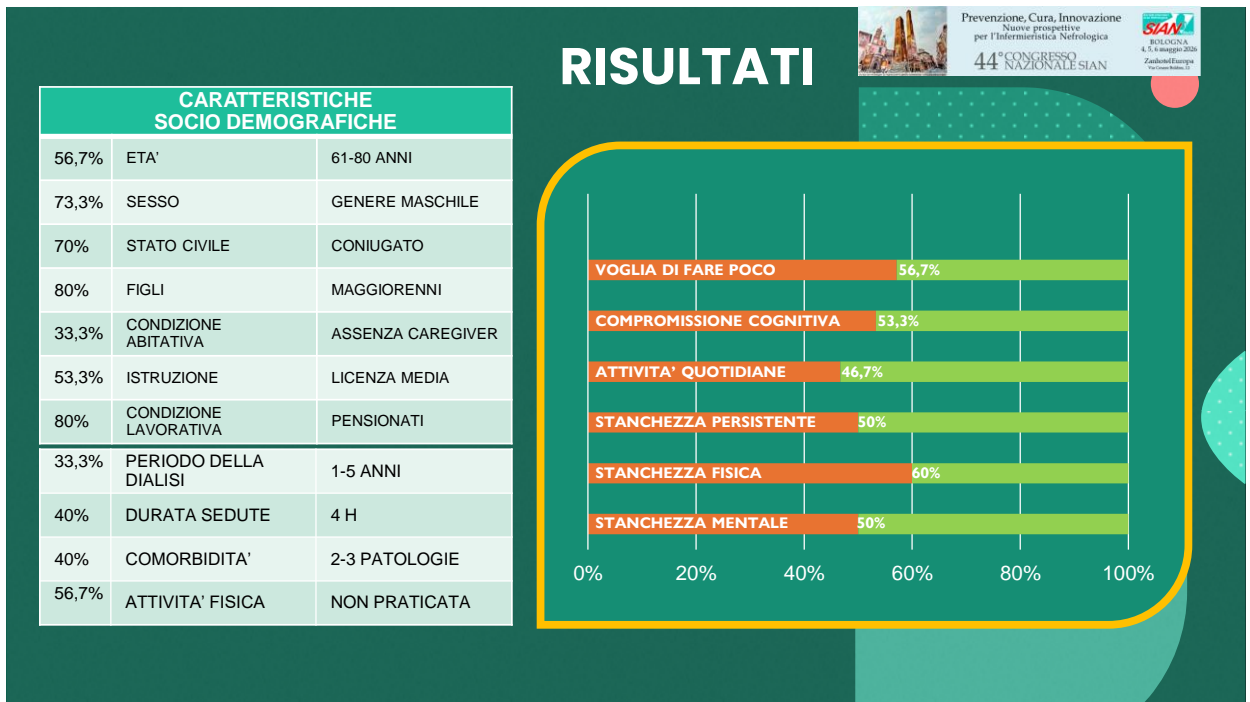 RISULTATI
Prevenzione, Cura, Innovazione
Nuove prospettive
per l'Infermieristica Nefrologica
44° CONGRESSO
NAZIONALE SIAN
SIAN
BOLOGNA
4, 5, 6 maggio 2026
Zanhotel Europa
CARATTERISTICHE
SOCIO DEMOGRAFICHE
56,7% ETA' 61-80 ANNI
73,3% SESSO GENERE MASCHILE
70% STATO CIVILE CONIUGATO
80% FIGLI MAGGIORENNI
33,3% CONDIZIONE
ABITATIVA ASSENZA CAREGIVER
53,3% ISTRUZIONE LICENZA MEDIA
80% CONDIZIONE
LAVORATIVA PENSIONATI
33,3% PERIODO DELLA
DIALISI 1-5 ANNI
40% DURATA SEDUTE 4 H
40% COMORBIDITA' 2-3 PATOLOGIE
56,7% ATTIVITA' FISICA NON PRATICATA
VOGLIA DI FARE POCO 56,7%
COMPROMISSIONE COGNITIVA 53,3%
ATTIVITA' QUOTIDIANE 46,7%
STANCHEZZA PERSISTENTE 50%
STANCHEZZA FISICA 60%
STANCHEZZA MENTALE 50%
0% 20% 40% 60% 80% 100%